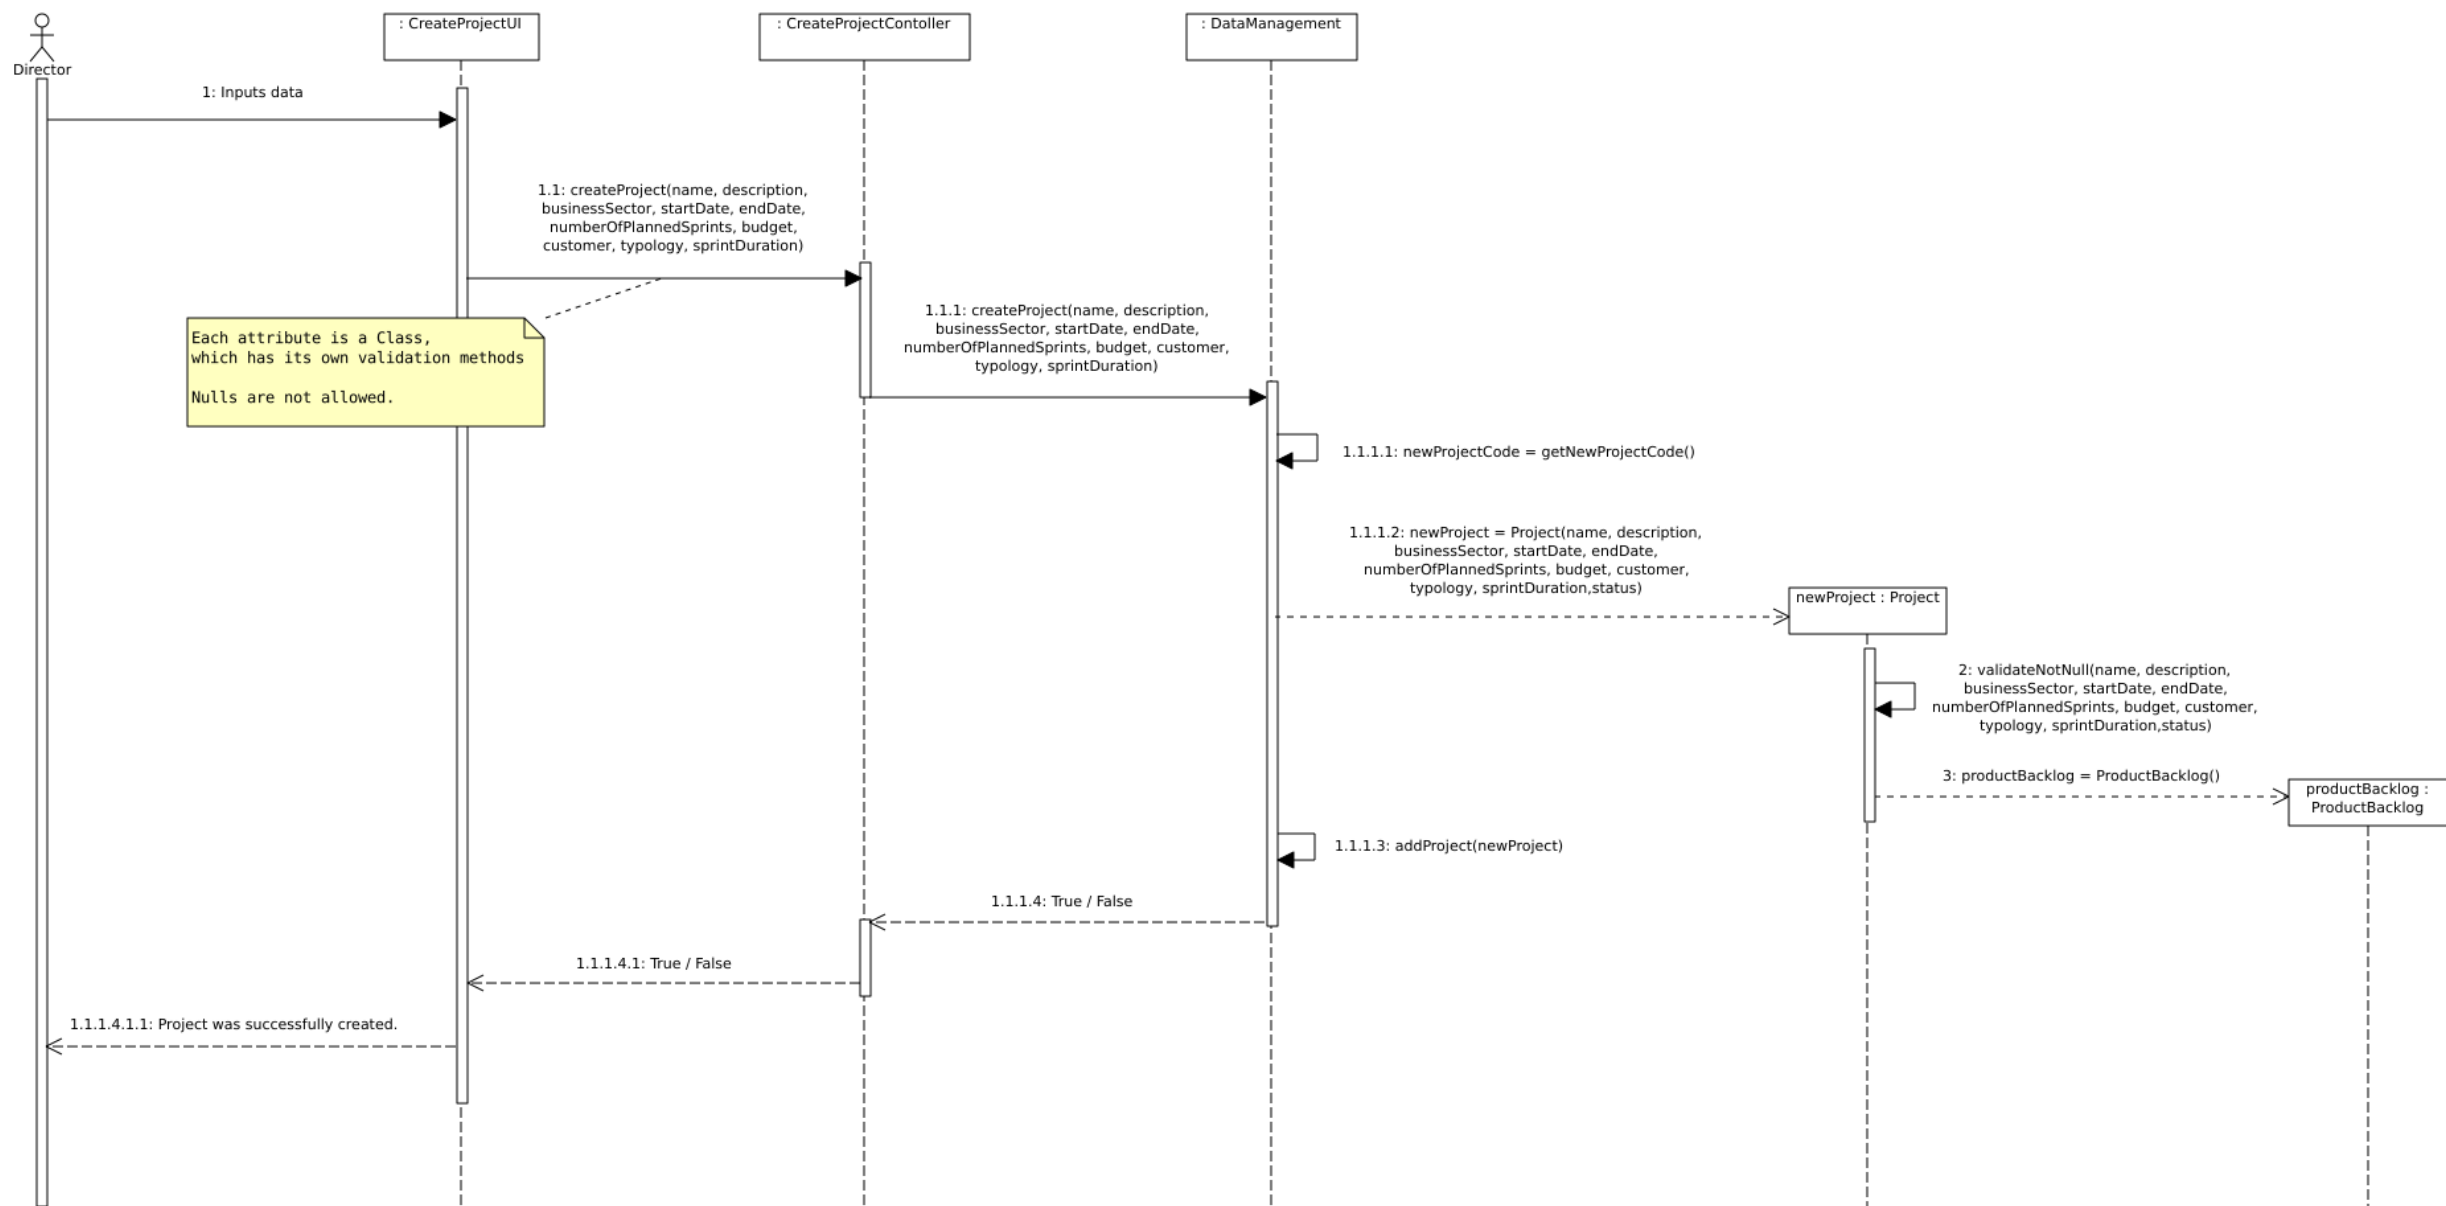 Director
: CreateProjectUI
: CreateProjectContoller
: DataManagement
1: Inputs data
1.1: createProject(name, description,
businessSector, startDate, endDate,
numberOfPlannedSprints, budget,
customer, typology, sprintDuration)
Each attribute is a Class,
which has its own validation methods
Nulls are not allowed.
1.1.1: createProject(name, description,
businessSector, startDate, endDate,
numberOfPlannedSprints, budget, customer,
typology, sprintDuration)
1.1.1.1: newProjectCode = getNewProjectCode()
1.1.1.2: newProject = Project(name, description,
businessSector, startDate, endDate,
numberOfPlannedSprints, budget, customer,
typology, sprintDuration,status)
newProject : Project
2: validateNotNull(name, description,
businessSector, startDate, endDate,
numberOfPlannedSprints, budget, customer,
typology, sprintDuration,status)
3: productBacklog = ProductBacklog()
productBacklog :
ProductBacklog
1.1.1.3: addProject(newProject)
1.1.1.4: True / False
1.1.1.4.1: True / False
1.1.1.4.1.1: Project was successfully created.